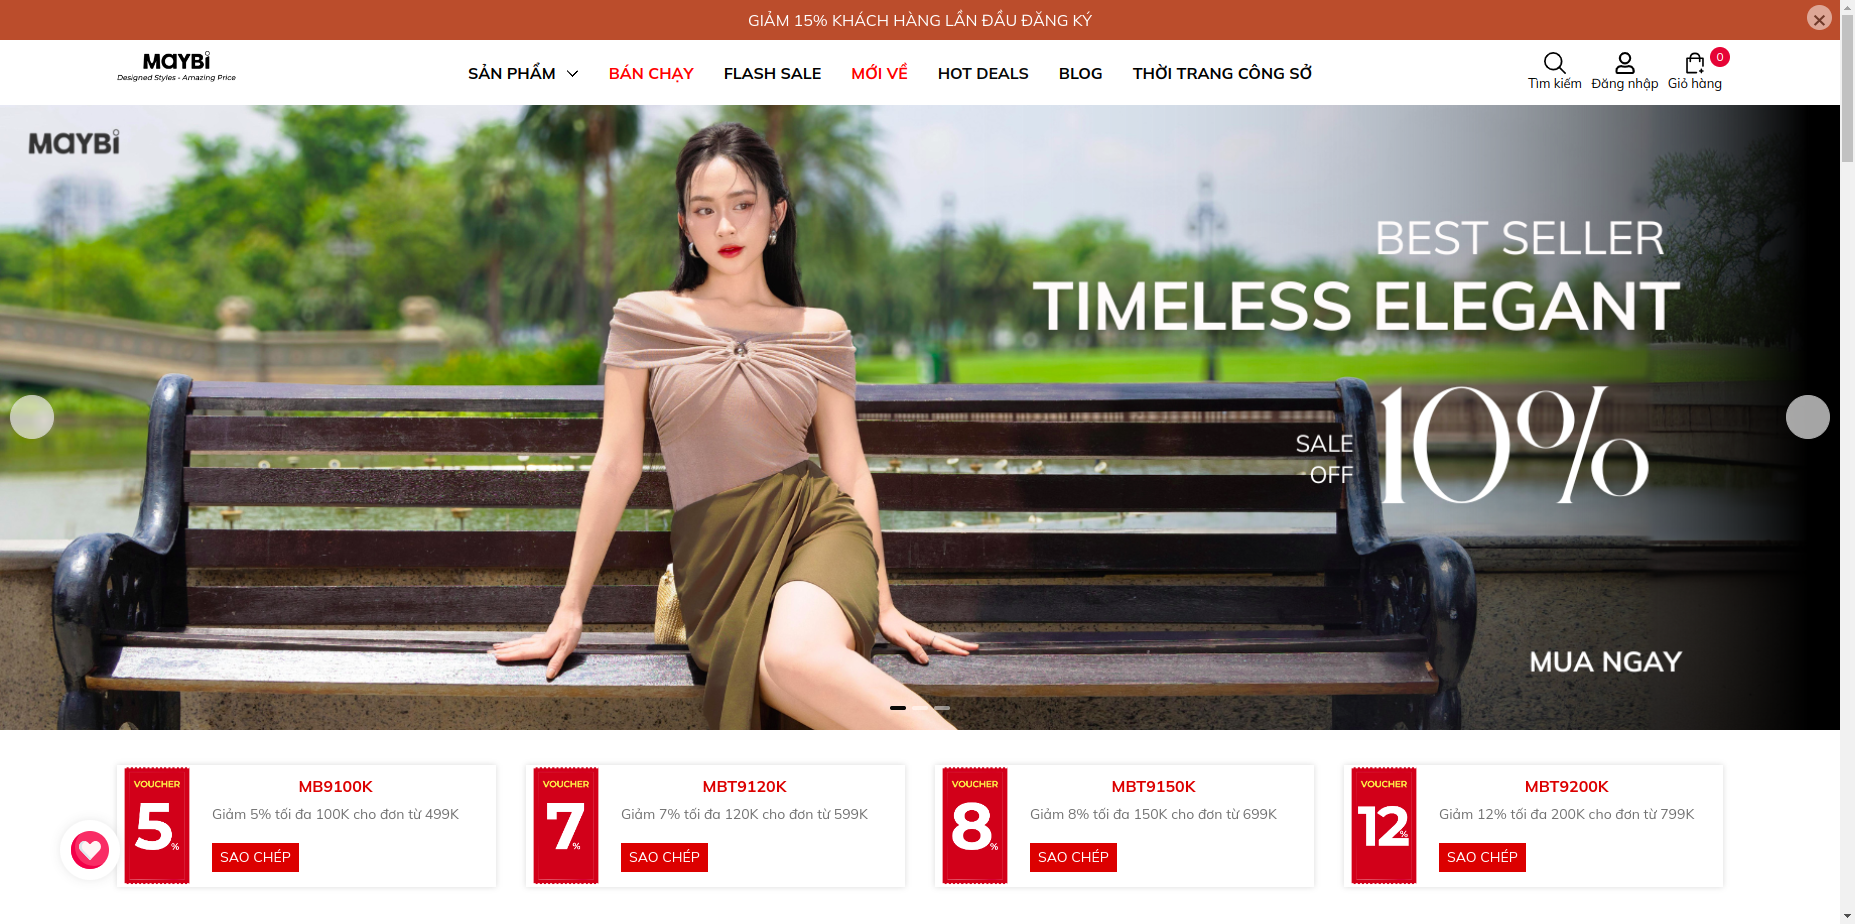 GIẢM 15% KHÁCH HÀNG LẦN ĐẦU ĐĂNG KÝ
MAYBI
Designed Styles - Amazing Price
SẢN PHẨM
BÁN CHẠY
FLASH SALE
MỚI VỀ
HOT DEALS
BLOG
THỜI TRANG CÔNG SỞ
Tìm kiếm
Đăng nhập
0
Giỏ hàng
MAYBI
BEST SELLER
TIMELESS ELEGANT
SALE
OFF
10%
MUA NGAY
VOUCHER
5%
MB9100K
Giảm 5% tối đa 100K cho đơn từ 499K
SAO CHÉP
VOUCHER
7%
MBT9120K
Giảm 7% tối đa 120K cho đơn từ 599K
SAO CHÉP
VOUCHER
8%
MBT9150K
Giảm 8% tối đa 150K cho đơn từ 699K
SAO CHÉP
VOUCHER
12%
MBT9200K
Giảm 12% tối đa 200K cho đơn từ 799K
SAO CHÉP